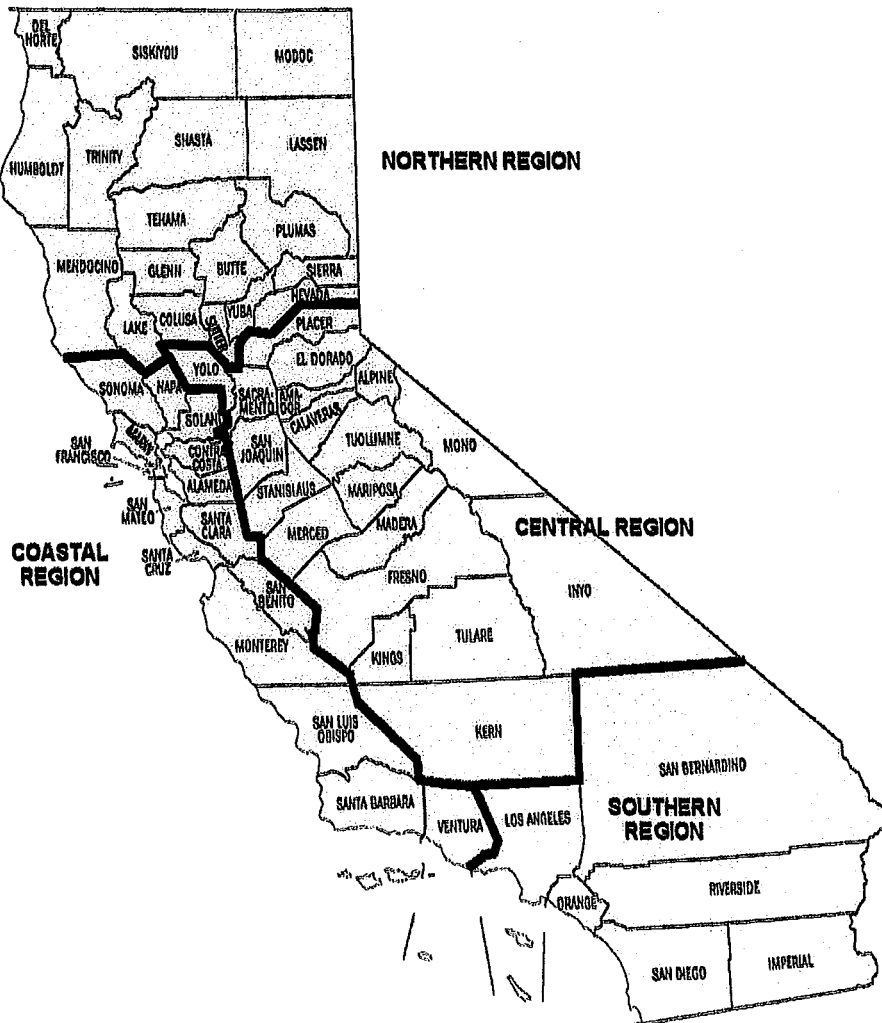 DEL
NORTE
SISKIYOU
MODOC
HUMBOLDT
TRINITY
SHASTA
LASSEN
NORTHERN REGION
TEHAMA
PLUMAS
MENDOCINO
GLENN
BUTTE
SIERRA
NEVADA
LAKE
COLUSA
SUTTER
YUBA
PLACER
SONOMA
NAPA
YOLO
EL DORADO
ALPINE
SACRA-
MENTO
AMA-
DOR
SOLANO
CALAVERAS
SAN
FRANCISCO
MARIN
CONTRA
COSTA
SAN
JOAQUIN
TUOLUMNE
MONO
ALAMEDA
STANISLAUS
MARIPOSA
SAN
MATEO
SANTA
CLARA
MERCED
MADERA
CENTRAL REGION
COASTAL
REGION
SANTA
CRUZ
SAN
BENITO
FRESNO
INYO
MONTEREY
KINGS
TULARE
SAN LUIS
OBISPO
KERN
SAN BERNARDINO
SANTA BARBARA
VENTURA
LOS ANGELES
SOUTHERN
REGION
ORANGE
RIVERSIDE
SAN DIEGO
IMPERIAL